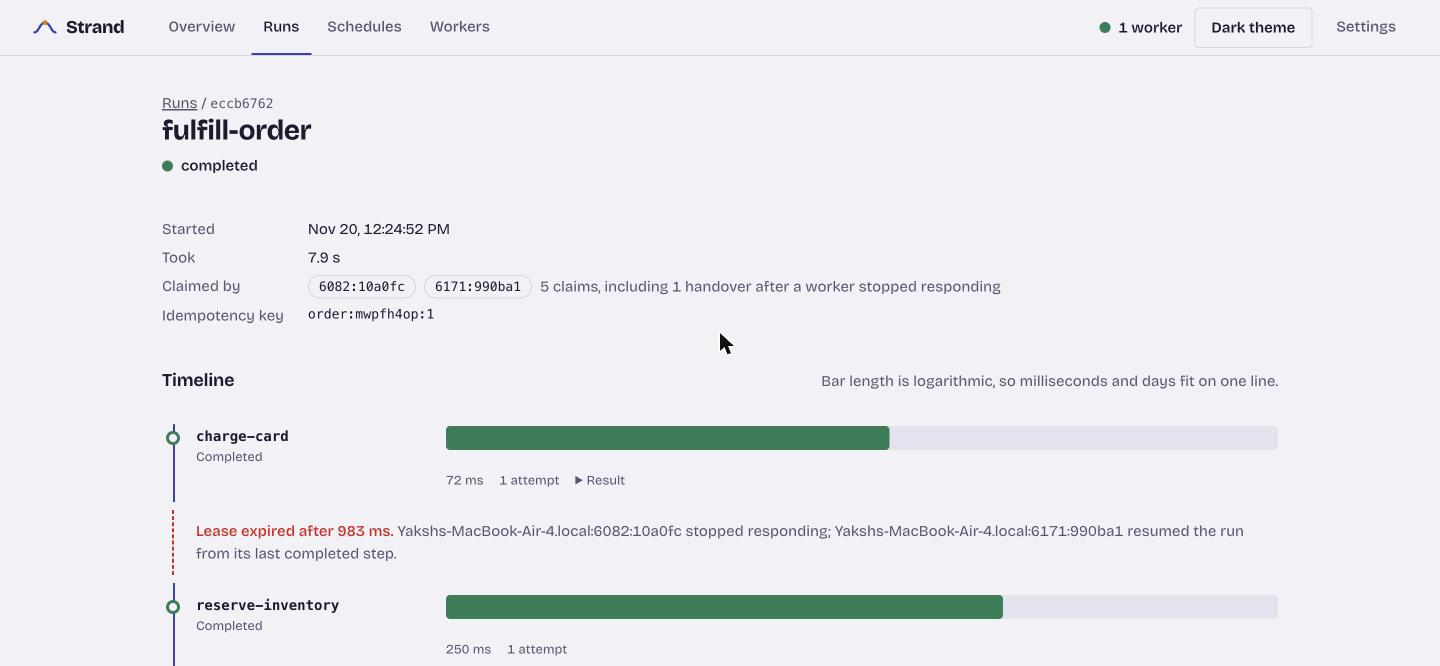 Strand Overview Runs Schedules Workers 1 worker Dark theme Settings
Runs / eccb6762
fulfill-order
completed
Started Nov 20, 12:24:52 PM
Took 7.9 s
Claimed by 6082:10a0fc 6171:990ba1 5 claims, including 1 handover after a worker stopped responding
Idempotency key order:mwpfh4op:1
Timeline Bar length is logarithmic, so milliseconds and days fit on one line.
charge-card
Completed
72 ms 1 attempt Result
Lease expired after 983 ms. Yakshs-MacBook-Air-4.local:6082:10a0fc stopped responding; Yakshs-MacBook-Air-4.local:6171:990ba1 resumed the run
from its last completed step.
reserve-inventory
Completed
250 ms 1 attempt